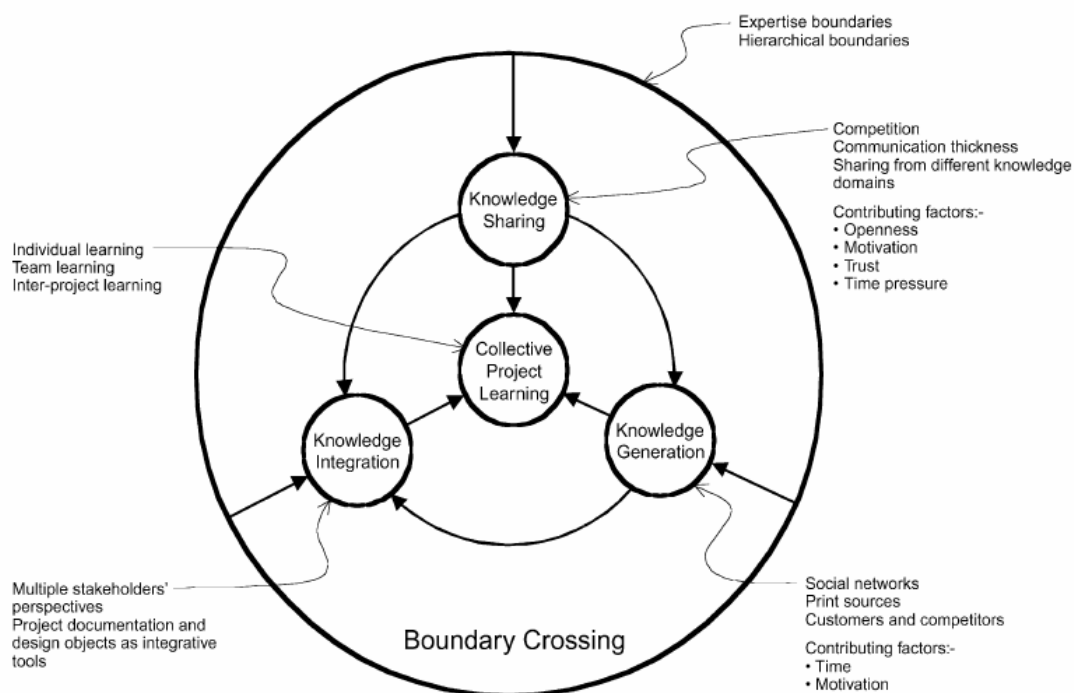 Expertise boundaries
Hierarchical boundaries
Competition
Communication thickness
Sharing from different knowledge
domains
Contributing factors:-
• Openness
• Motivation
• Trust
• Time pressure
Knowledge
Sharing
Individual learning
Team learning
Inter-project learning
Collective
Project
Learning
Knowledge
Integration
Knowledge
Generation
Multiple stakeholders'
perspectives
Project documentation and
design objects as integrative
tools
Boundary Crossing
Social networks
Print sources
Customers and competitors
Contributing factors:-
• Time
• Motivation